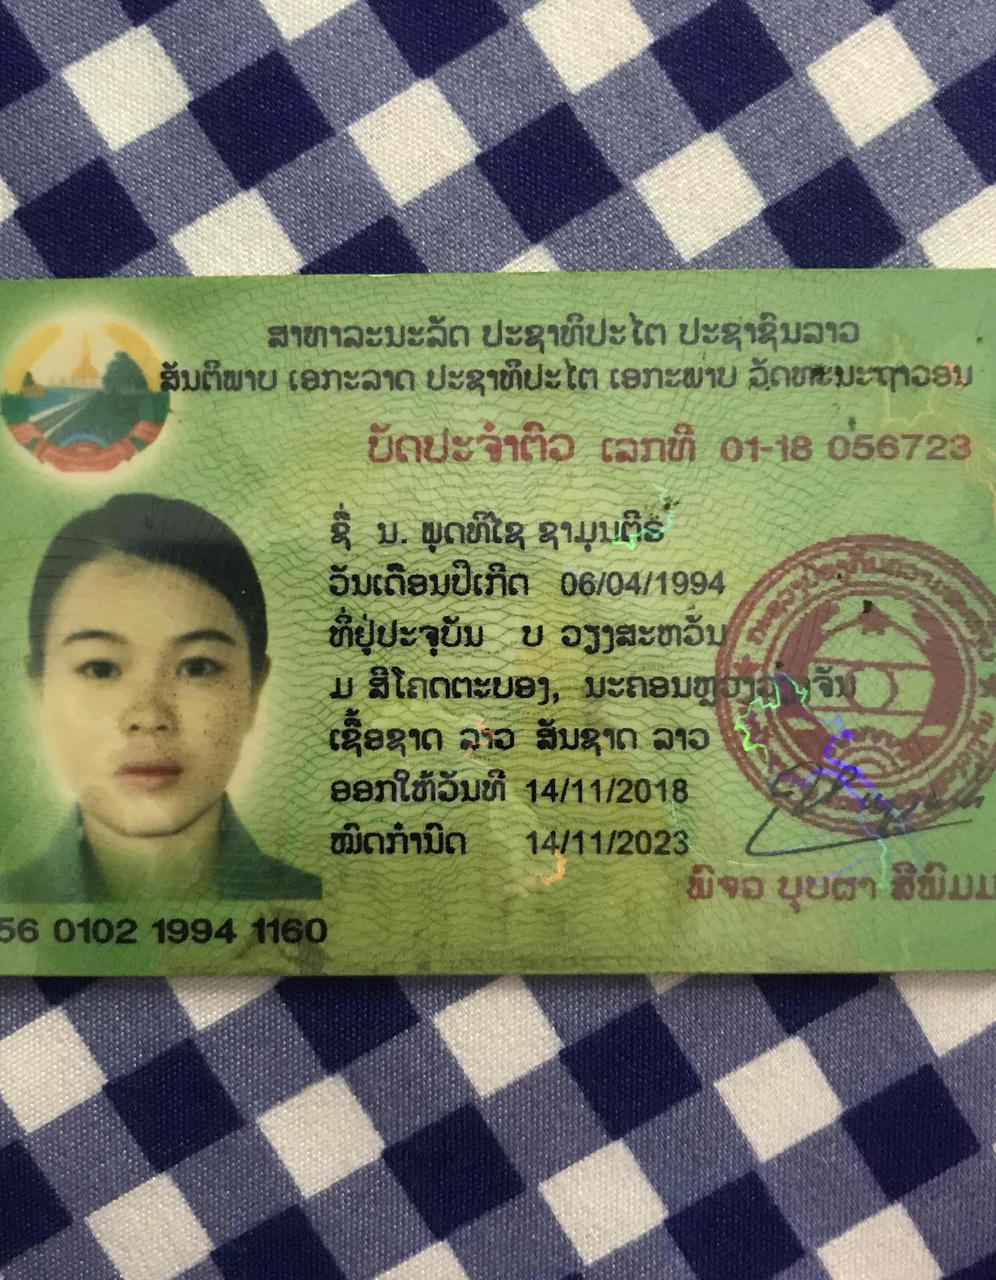 ສາທາລະນະລັດ ປະຊາທິປະໄຕ ປະຊາຊົນລາວ
ສັນຕິພາບ ເອກະລາດ ປະຊາທິປະໄຕ ເອກະພາບ ວັດທະນະຖາວອນ
ບັດປະຈຳຕົວ ເລກທີ 01-18 056723
ຊື່ ນ. ພຸດທິໄຊ ຊາມຸນຕີຣ໌
ວັນເດືອນປີເກີດ 06/04/1994
ທີ່ຢູ່ປະຈຸບັນ ບ ວຽງສະຫວັນ
ມ ສີໂຄດຕະບອງ, ນະຄອນຫຼວງວຽງຈັນ
ເຊື້ອຊາດ ລາວ ສັນຊາດ ລາວ
ອອກໃຫ້ວັນທີ 14/11/2018
ໝົດກຳນົດ 14/11/2023
ພົຈວ ບຸບຜາ
56 0102 1994 1160